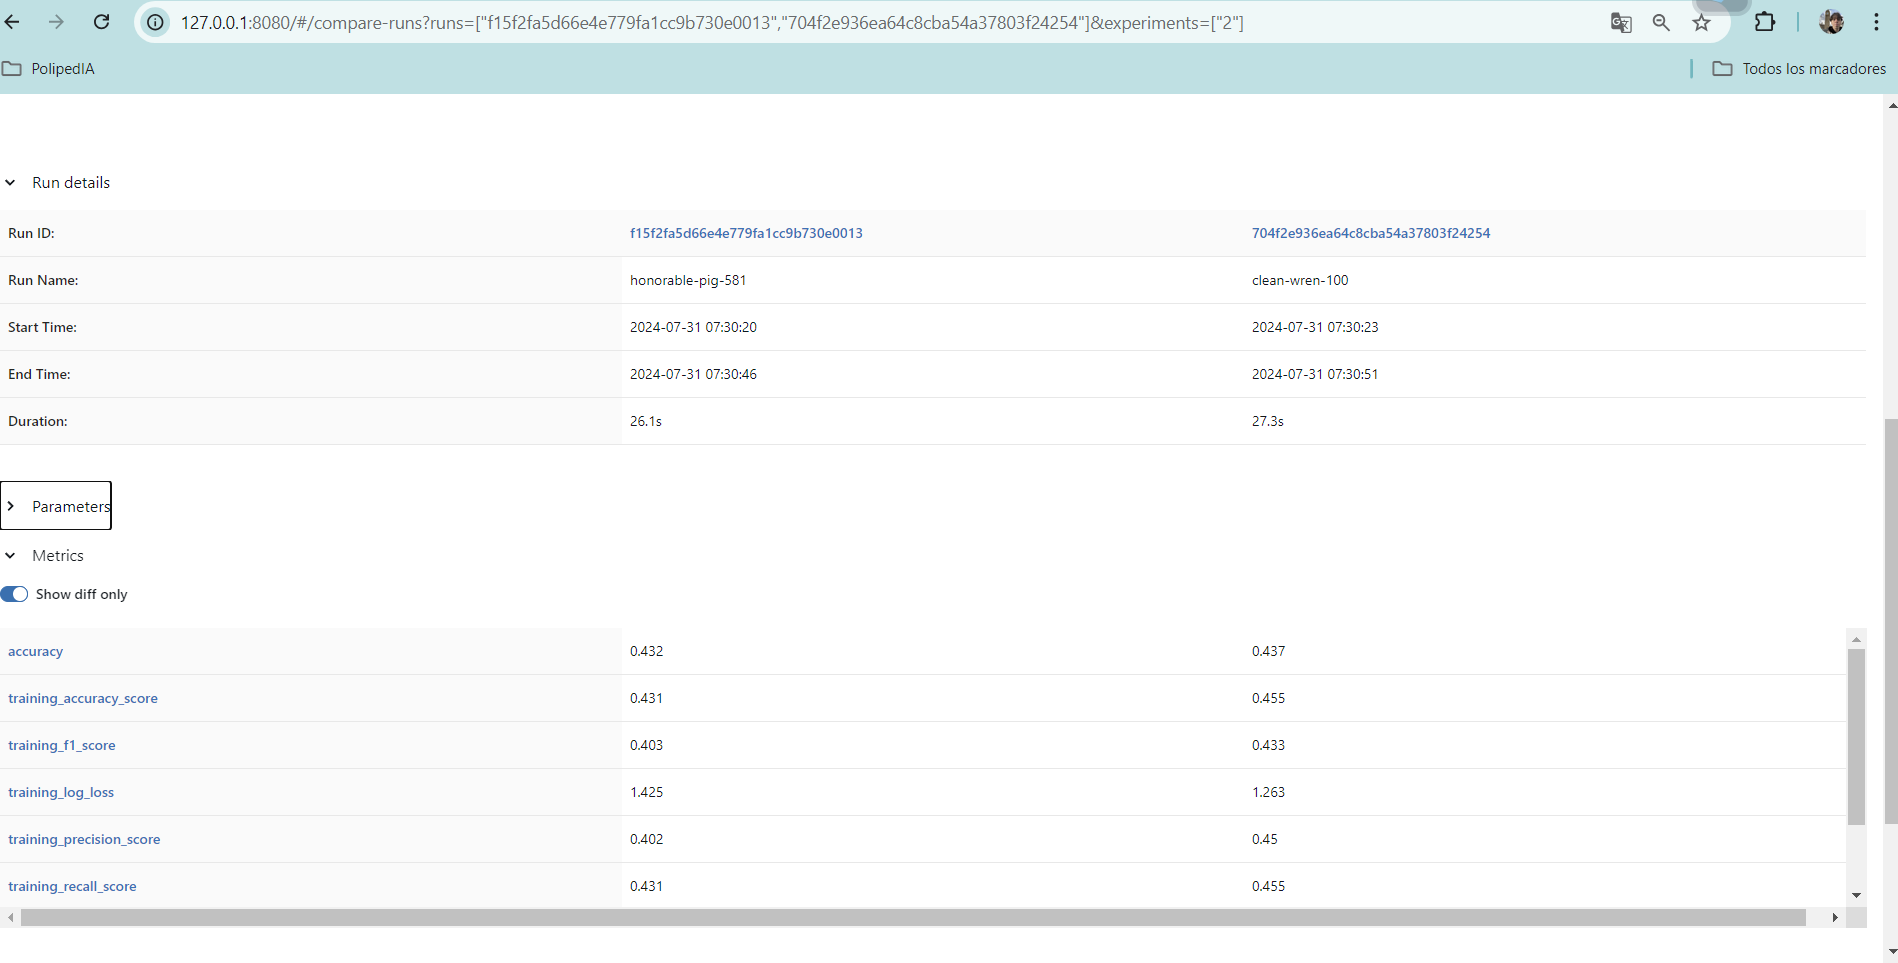 127.0.0.1:8080/#/compare-runs?runs=["f15f2fa5d66e4e779fa1cc9b730e0013","704f2e936ea64c8cba54a37803f24254"]&experiments=["2"]
PolipedIA
Todos los marcadores
Run details
Run ID: f15f2fa5d66e4e779fa1cc9b730e0013 704f2e936ea64c8cba54a37803f24254
Run Name: honorable-pig-581 clean-wren-100
Start Time: 2024-07-31 07:30:20 2024-07-31 07:30:23
End Time: 2024-07-31 07:30:46 2024-07-31 07:30:51
Duration: 26.1s 27.3s
Parameters
Metrics
Show diff only
accuracy 0.432 0.437
training_accuracy_score 0.431 0.455
training_f1_score 0.403 0.433
training_log_loss 1.425 1.263
training_precision_score 0.402 0.45
training_recall_score 0.431 0.455